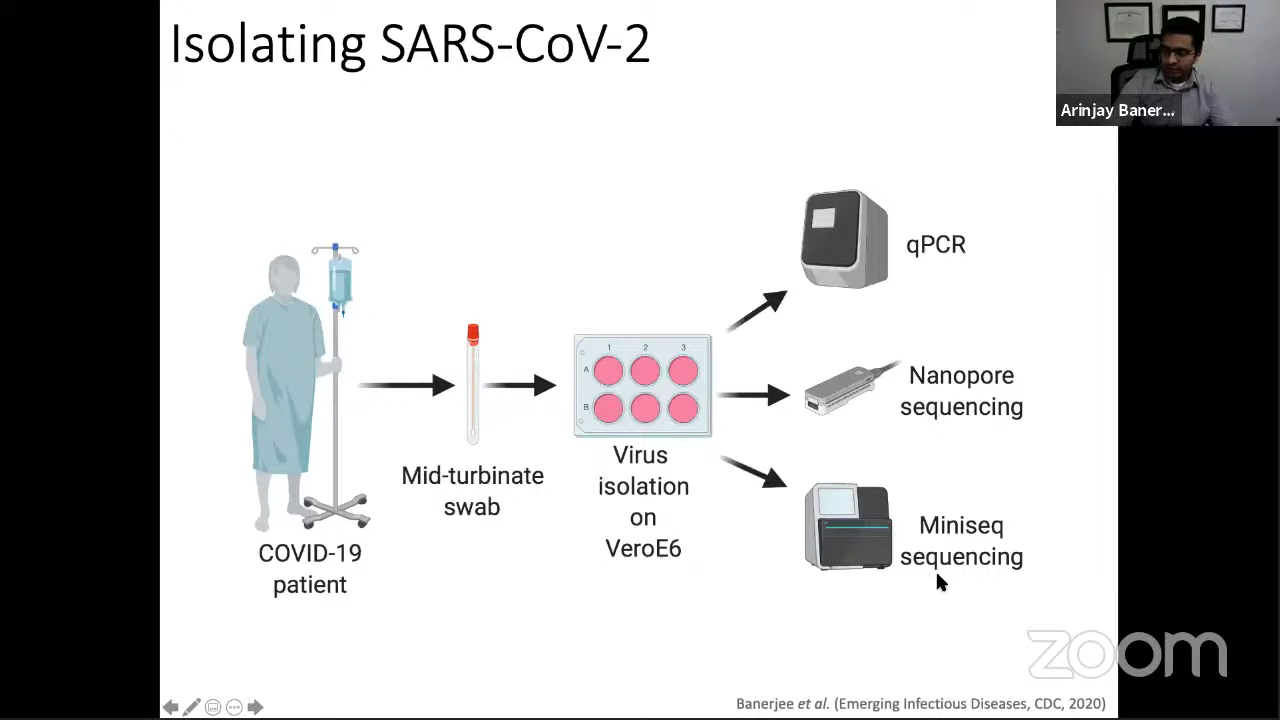 Isolating SARS-CoV-2
Arinjay Baner...
qPCR
1 2 3
A
B
Nanopore
sequencing
Mid-turbinate
swab
Virus
isolation
on
VeroE6
Miniseq
sequencing
COVID-19
patient
zoom
Banerjee et al. (Emerging Infectious Diseases, CDC, 2020)